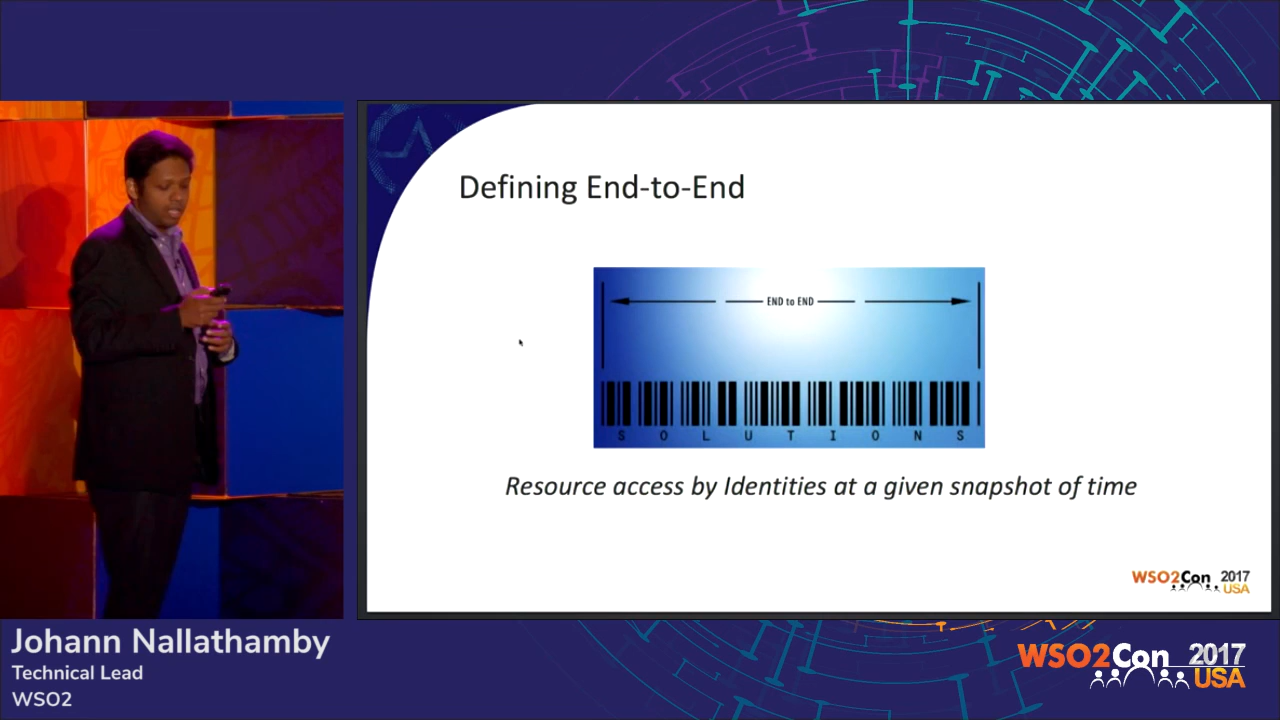 Defining End-to-End
END to END
S O L U T I O N S
Resource access by Identities at a given snapshot of time
WSO2Con 2017
USA
Johann Nallathamby
Technical Lead
WSO2
WSO2Con 2017
USA